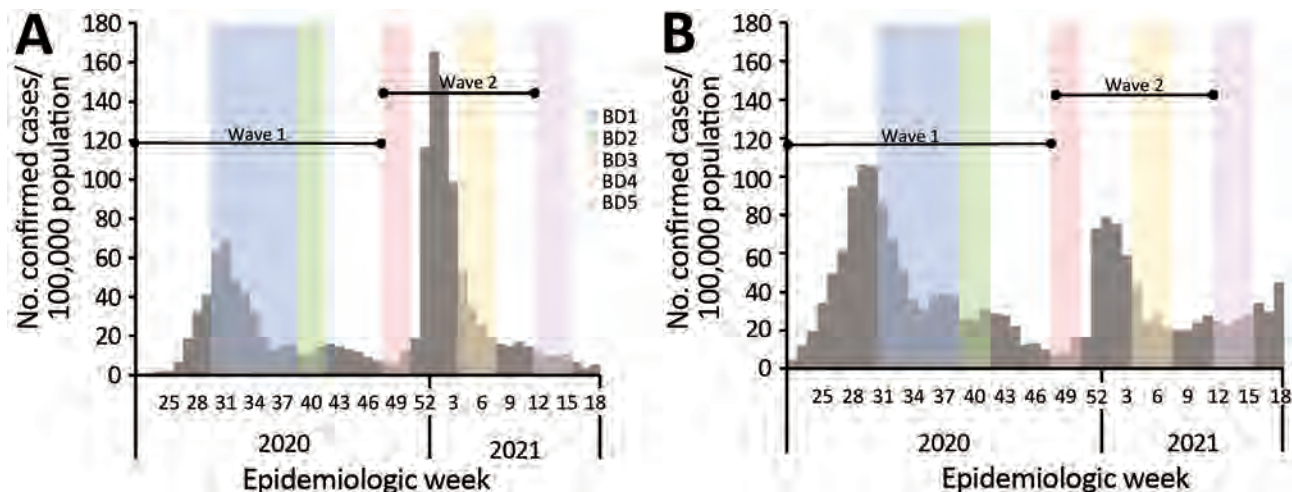 A
No. confirmed cases/
100,000 population
180
160
140
120
100
80
60
40
20
0
Wave 1
Wave 2
BD1
BD2
BD3
BD4
BD5
25 28 31 34 37 40 43 46 49 52 3 6 9 12 15 18
2020 2021
Epidemiologic week
B
No. confirmed cases/
100,000 population
180
160
140
120
100
80
60
40
20
0
Wave 1
Wave 2
25 28 31 34 37 40 43 46 49 52 3 6 9 12 15 18
2020 2021
Epidemiologic week